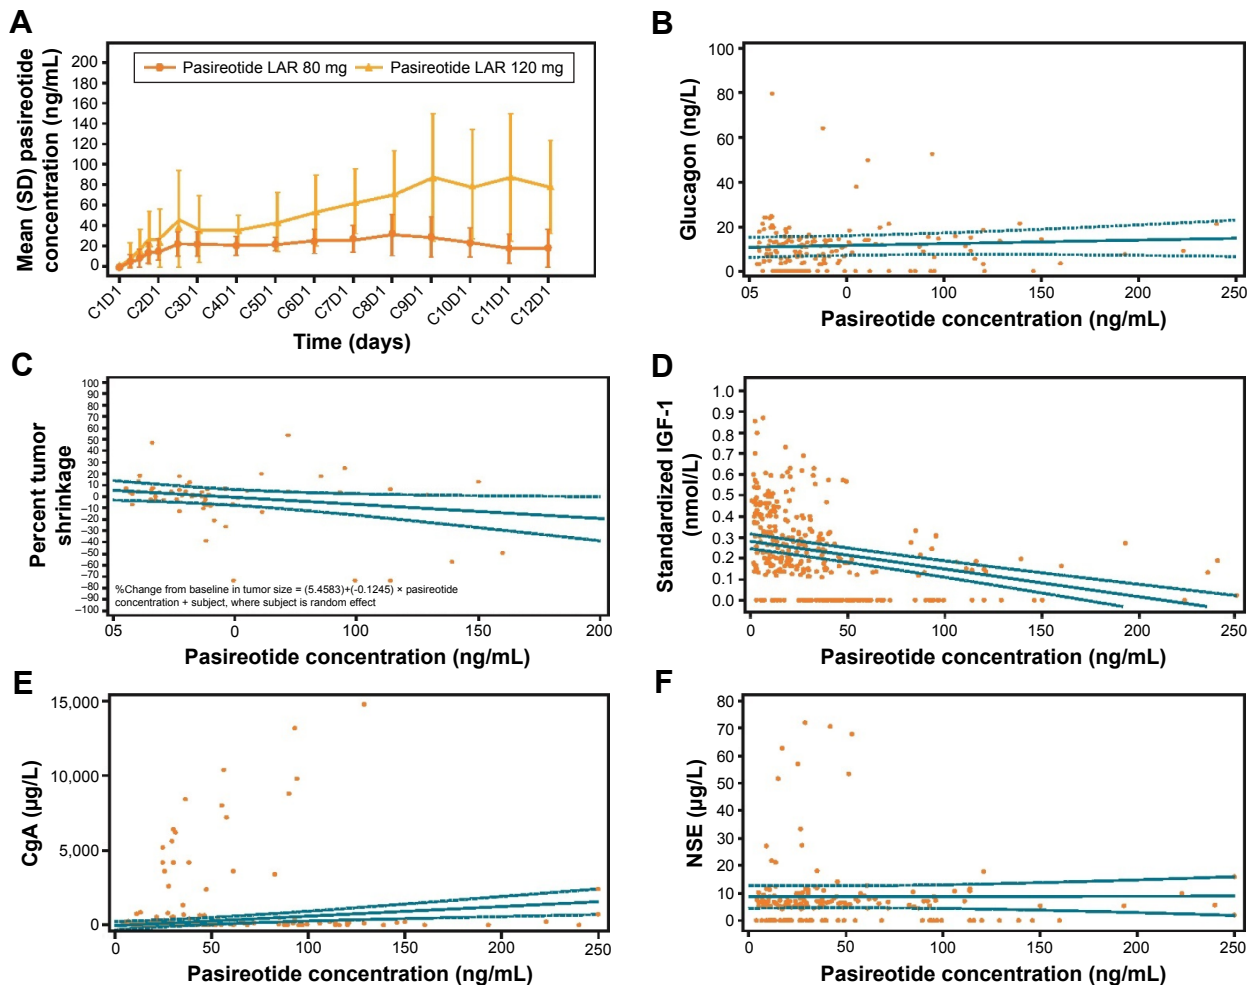 A
Mean (SD) pasireotide
concentration (ng/mL)
200
180
160
140
120
100
80
60
40
20
0
Pasireotide LAR 80 mg
Pasireotide LAR 120 mg
C1D1
C2D1
C3D1
C4D1
C5D1
C6D1
C7D1
C8D1
C9D1
C10D1
C11D1
C12D1
Time (days)
B
Glucagon (ng/L)
100
80
60
40
20
0
05
0
100
150
200
250
Pasireotide concentration (ng/mL)
C
Percent tumor
shrinkage
100
90
80
70
60
50
40
30
20
10
0
−10
−20
−30
−40
−50
−60
−70
−80
−90
−100
%Change from baseline in tumor size = (5.4583)+(-0.1245) × pasireotide
concentration + subject, where subject is random effect
05
0
100
150
200
Pasireotide concentration (ng/mL)
D
Standardized IGF-1
(nmol/L)
1.0
0.9
0.8
0.7
0.6
0.5
0.4
0.3
0.2
0.1
0.0
0
50
100
150
200
250
Pasireotide concentration (ng/mL)
E
CgA (µg/L)
15,000
10,000
5,000
0
0
50
100
150
200
250
Pasireotide concentration (ng/mL)
F
NSE (µg/L)
80
70
60
50
40
30
20
10
0
0
50
100
150
200
250
Pasireotide concentration (ng/mL)